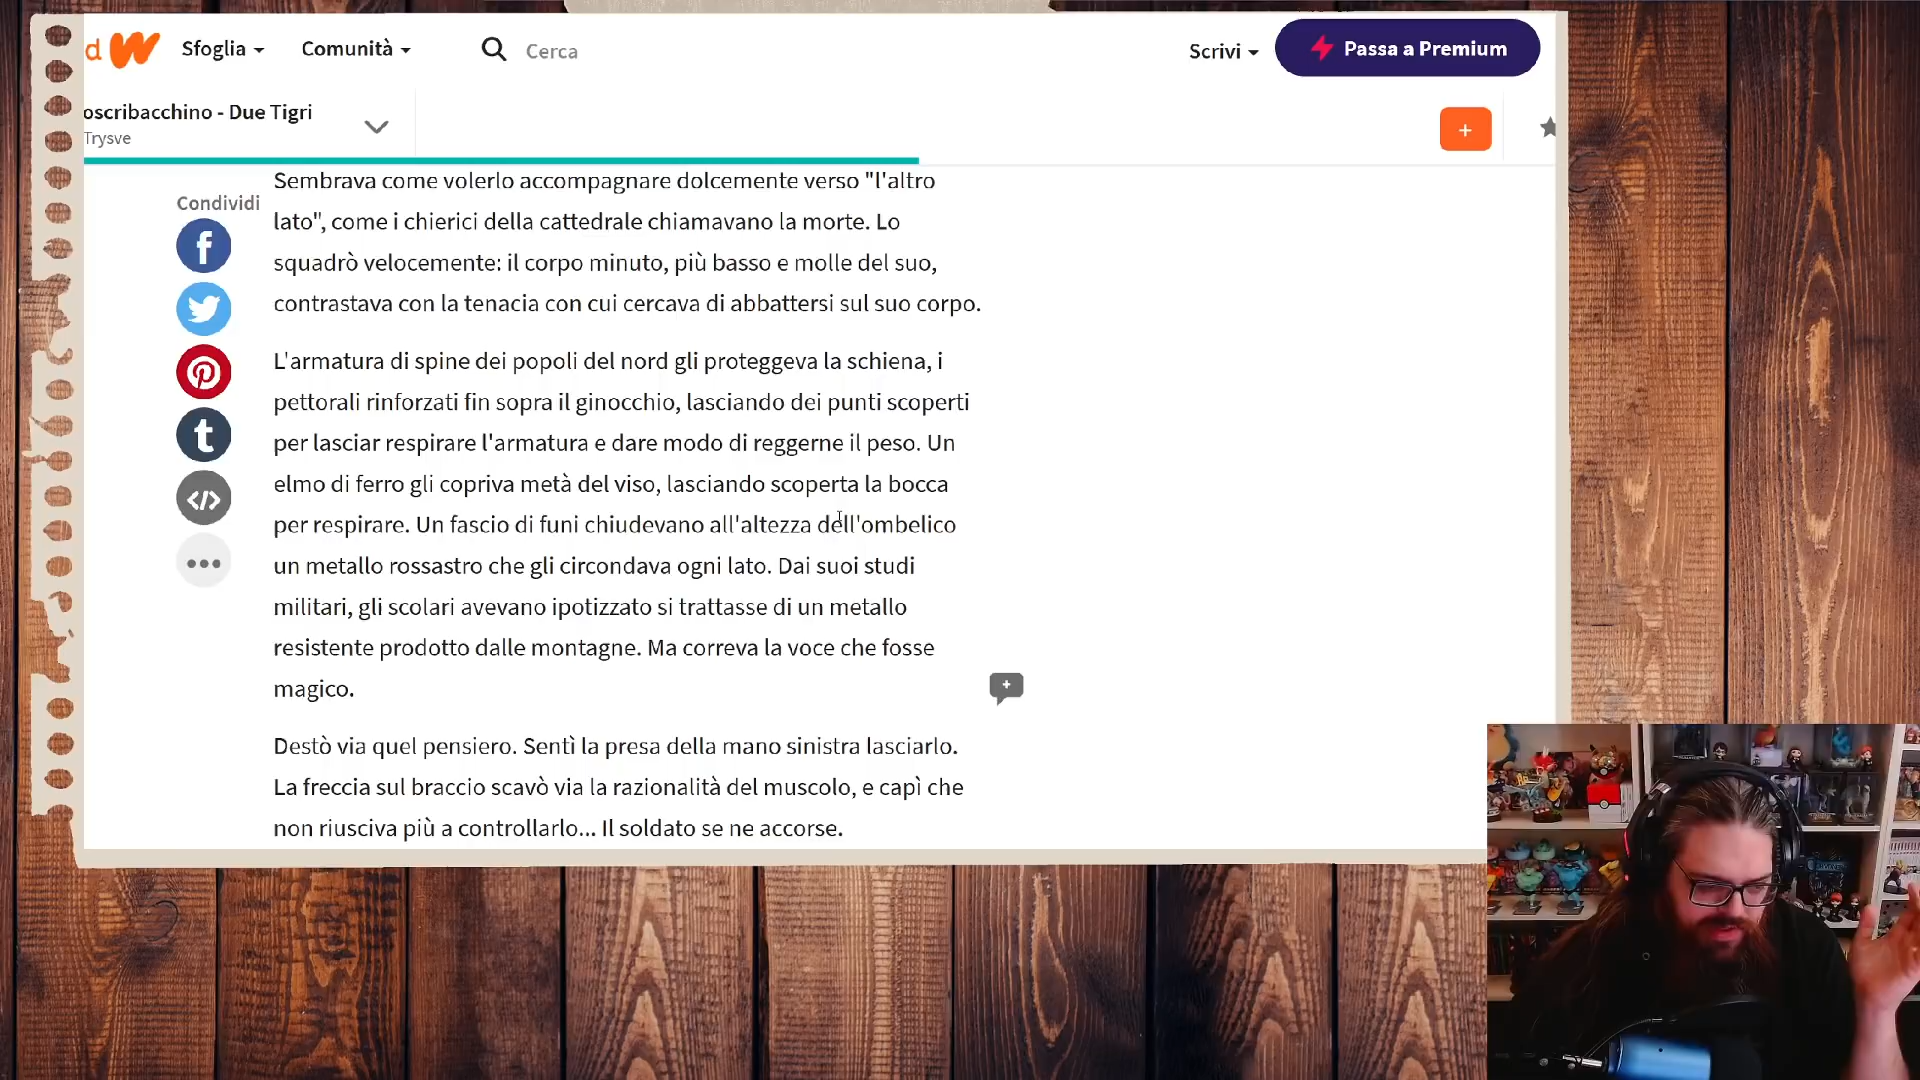 d
Sfoglia
Comunità
Cerca
Scrivi
Passa a Premium
oscribacchino - Due Tigri
Trysve
+
Condividi
Sembrava come volerlo accompagnare dolcemente verso "l'altro
lato", come i chierici della cattedrale chiamavano la morte. Lo
squadrò velocemente: il corpo minuto, più basso e molle del suo,
contrastava con la tenacia con cui cercava di abbattersi sul suo corpo.
L'armatura di spine dei popoli del nord gli proteggeva la schiena, i
pettorali rinforzati fin sopra il ginocchio, lasciando dei punti scoperti
per lasciar respirare l'armatura e dare modo di reggerne il peso. Un
elmo di ferro gli copriva metà del viso, lasciando scoperta la bocca
per respirare. Un fascio di funi chiudevano all'altezza dell'ombelico
un metallo rossastro che gli circondava ogni lato. Dai suoi studi
militari, gli scolari avevano ipotizzato si trattasse di un metallo
resistente prodotto dalle montagne. Ma correva la voce che fosse
magico.
Destò via quel pensiero. Sentì la presa della mano sinistra lasciarlo.
La freccia sul braccio scavò via la razionalità del muscolo, e capì che
non riusciva più a controllarlo... Il soldato se ne accorse.